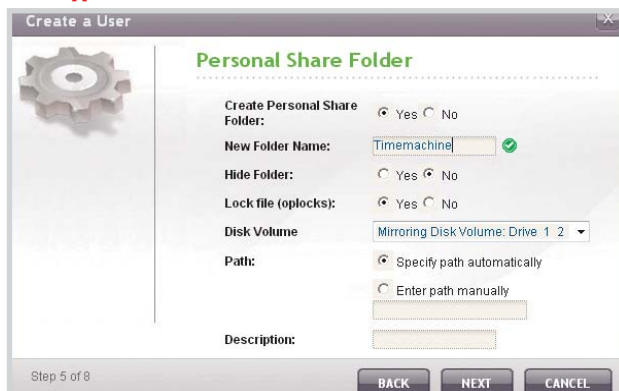 Create a User
Personal Share Folder
Create Personal Share
Folder:
Yes No
New Folder Name: Timemachine
Hide Folder: Yes No
Lock file (oplocks): Yes No
Disk Volume Mirroring Disk Volume: Drive 1 2
Path: Specify path automatically
Enter path manually
Description:
Step 5 of 8
BACK NEXT CANCEL